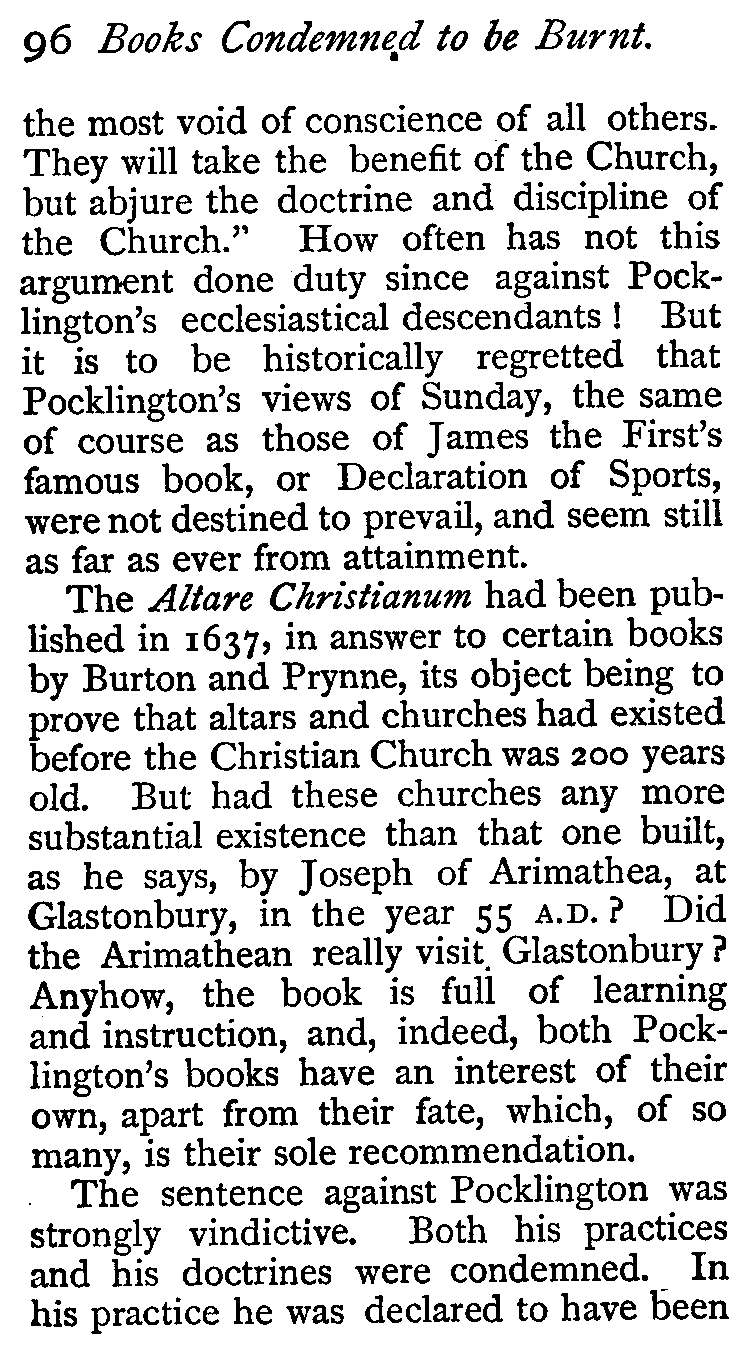 96 Books Condemned to be Burnt.
the most void of conscience of all others.
They will take the benefit of the Church,
but abjure the doctrine and discipline of
the Church.” How often has not this
argument done duty since against Pock-
lington's ecclesiastical descendants ! But
it is to be historically regretted that
Pocklington's views of Sunday, the same
of course as those of James the First's
famous book, or Declaration of Sports,
were not destined to prevail, and seem still
as far as ever from attainment.
The Altare Christianum had been pub-
lished in 1637, in answer to certain books
by Burton and Prynne, its object being to
prove that altars and churches had existed
before the Christian Church was 200 years
old. But had these churches any more
substantial existence than that one built,
as he says, by Joseph of Arimathea, at
Glastonbury, in the year 55 A.D. ? Did
the Arimathean really visit Glastonbury ?
Anyhow, the book is full of learning
and instruction, and, indeed, both Pock-
lington's books have an interest of their
own, apart from their fate, which, of so
many, is their sole recommendation.
The sentence against Pocklington was
strongly vindictive. Both his practices
and his doctrines were condemned. In
his practice he was declared to have been